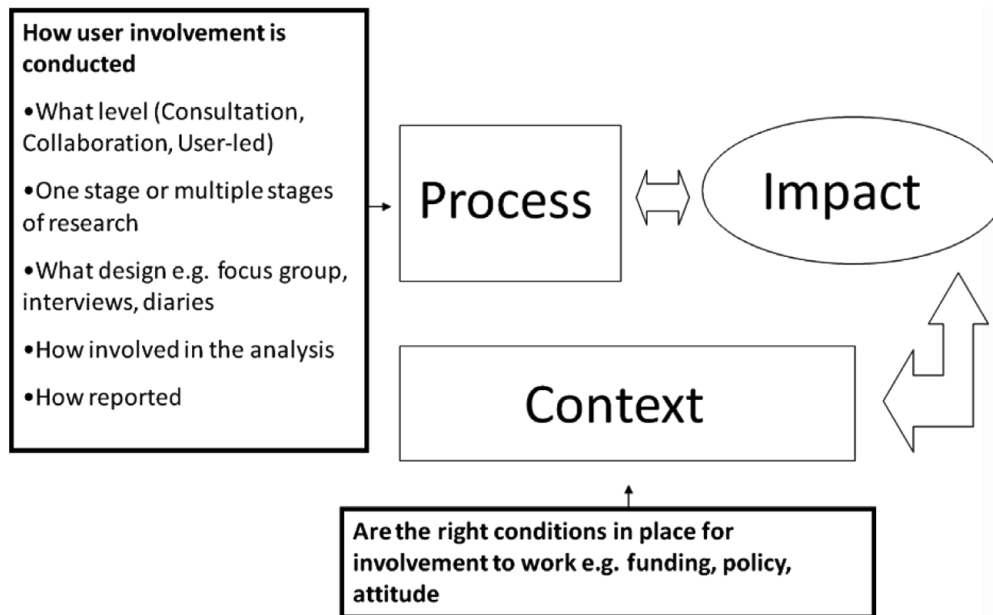 How user involvement is
conducted
•What level (Consultation,
Collaboration, User-led)
•One stage or multiple stages
of research
•What design e.g. focus group,
interviews, diaries
•How involved in the analysis
•How reported
Process
Impact
Context
Are the right conditions in place for
involvement to work e.g. funding, policy,
attitude